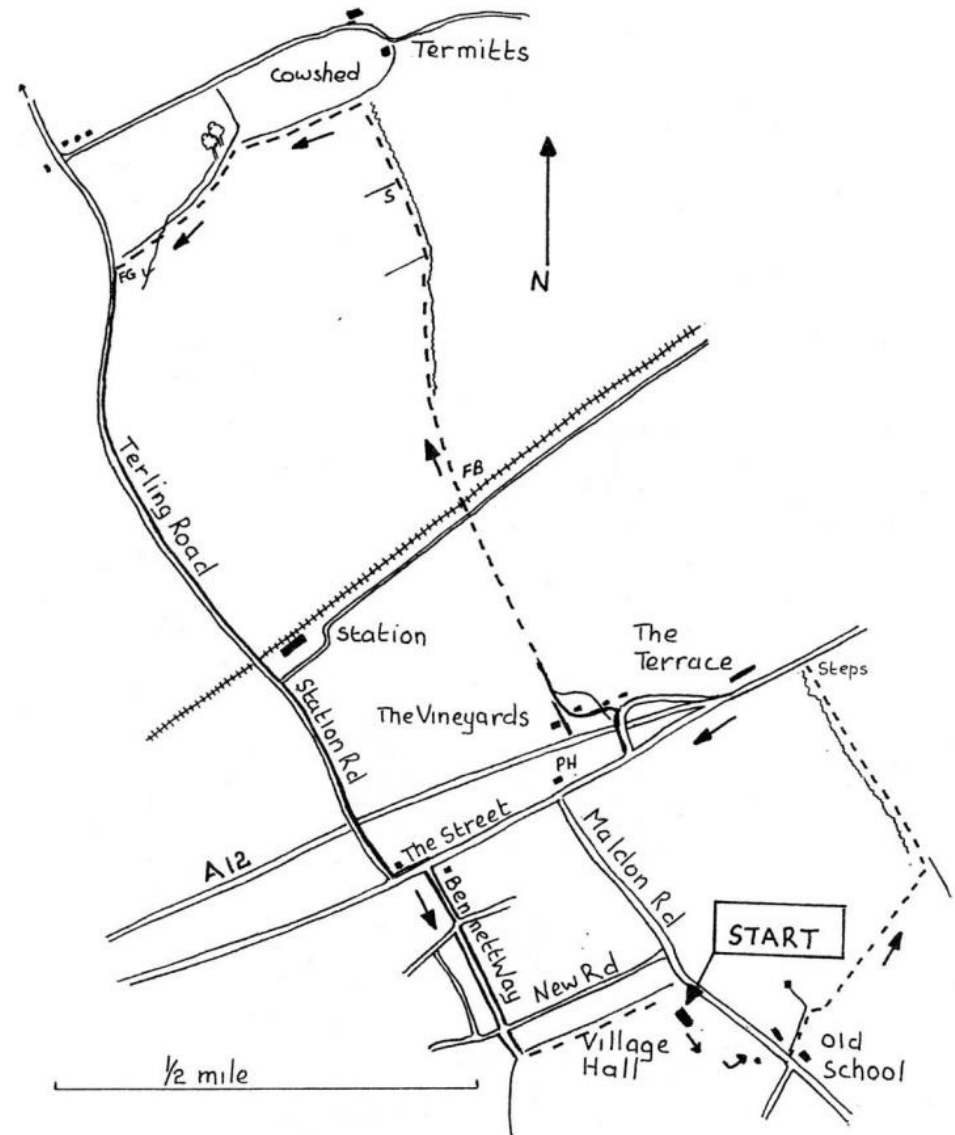 Termitts
Cowshed
S
FG
N
Terling Road
FB
Station
The
Terrace
Steps
Station Rd
The Vineyards
PH
The Street
A12
Maldon Rd
Bennett Way
START
New Rd
Village
Hall
Old
School
1/2 mile